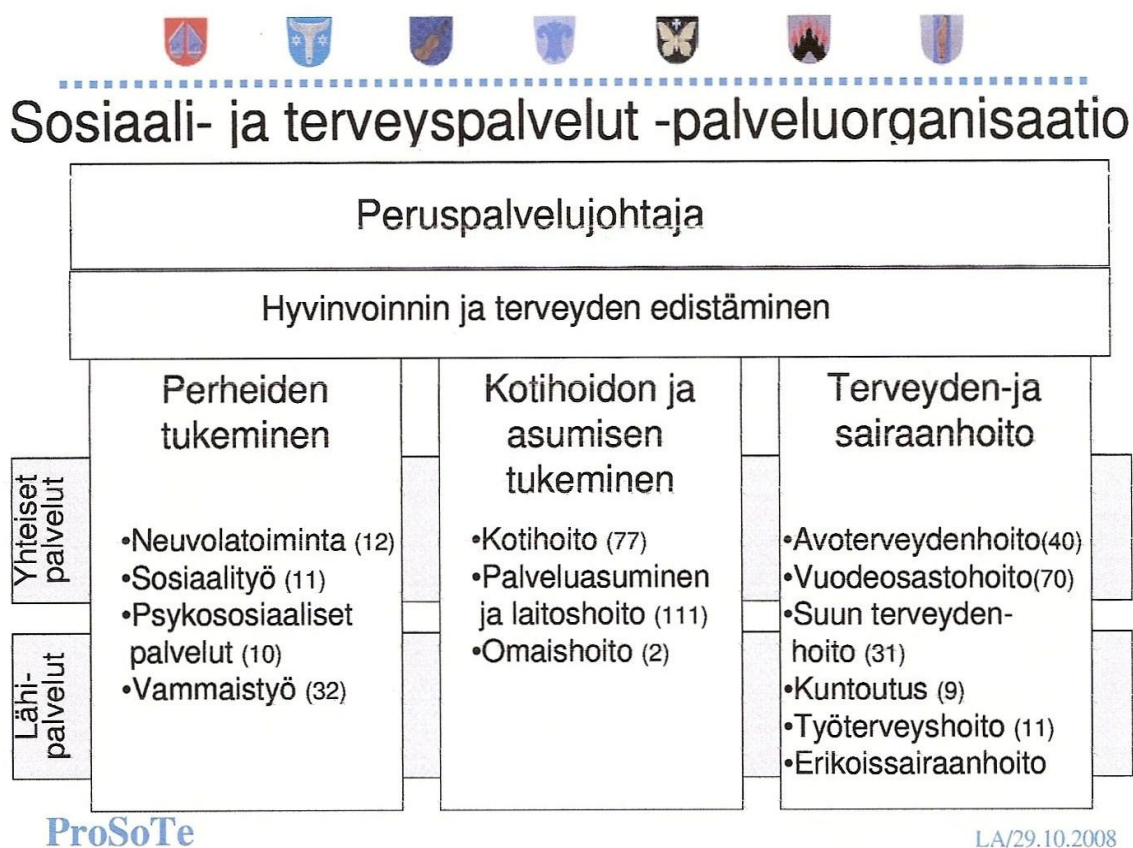 Sosiaali- ja terveyspalvelut -palveluorganisaatio
Peruspalvelujohtaja
Hyvinvoinnin ja terveyden edistäminen
Yhteiset
palvelut
Lähi-
palvelut
Perheiden
tukeminen
•Neuvolatoiminta (12)
•Sosiaalityö (11)
•Psykososiaaliset
palvelut (10)
•Vammaistyö (32)
Kotihoidon ja
asumisen
tukeminen
•Kotihoito (77)
•Palveluasuminen
ja laitoshoito (111)
•Omaishoito (2)
Terveyden-ja
sairaanhoito
•Avoterveydenhoito(40)
•Vuodeosastohoito(70)
•Suun terveyden-
hoito (31)
•Kuntoutus (9)
•Työterveyshoito (11)
•Erikoissairaanhoito
ProSoTe
LA/29.10.2008